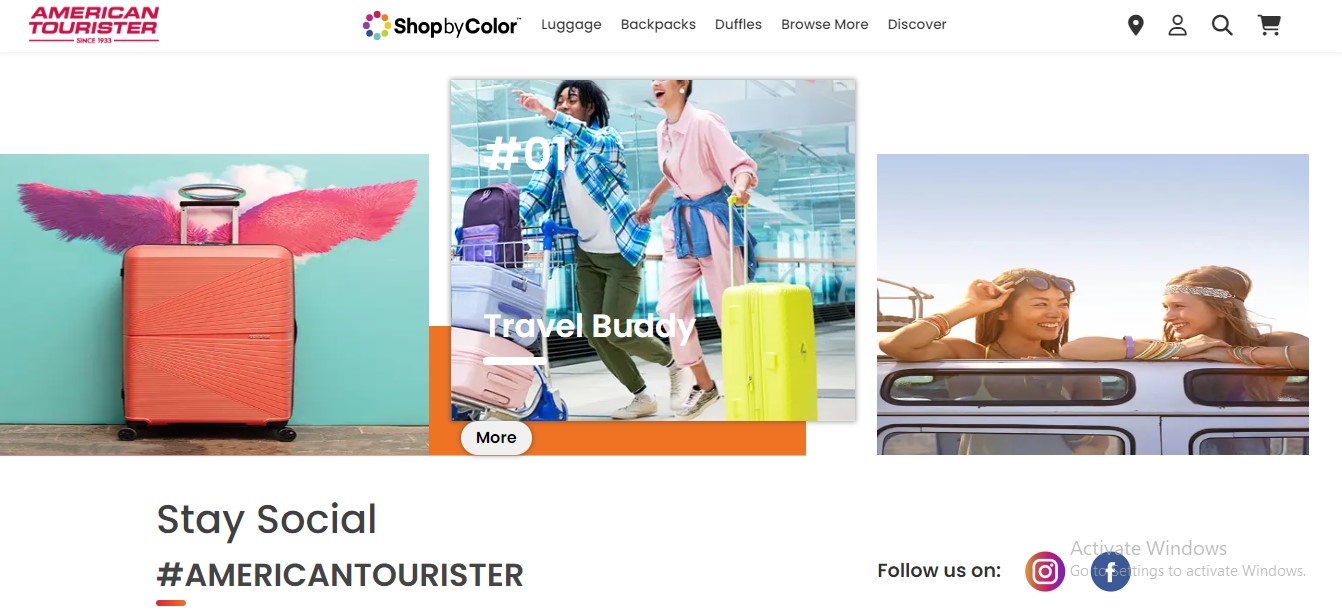 AMERICAN
TOURISTER
SINCE 1933
ShopbyColor™
Luggage
Backpacks
Duffles
Browse More
Discover
#01
Travel Buddy
More
Stay Social
#AMERICANTOURISTER
Follow us on:
Activate Windows
Go to Settings to activate Windows.